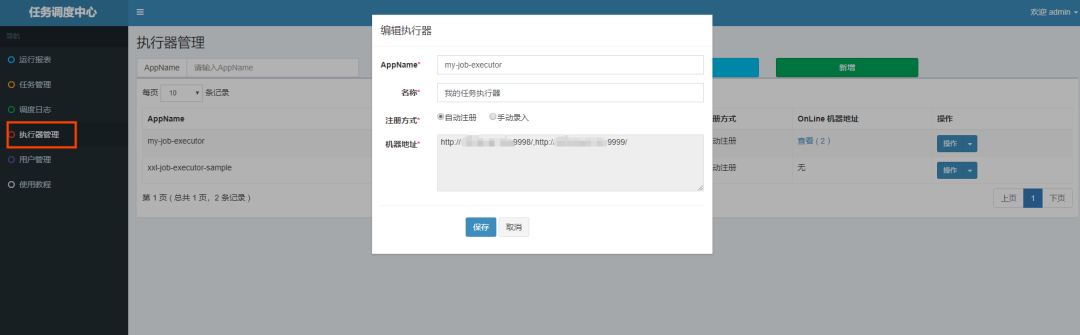 任务调度中心
欢迎 admin
导航
运行报表
任务管理
调度日志
执行器管理
用户管理
使用教程
执行器管理
AppName 请输入AppName
新增
每页 10 条记录
AppName
册方式 OnLine 机器地址 操作
my-job-executor
动注册 查看 ( 2 ) 操作
xxl-job-executor-sample
动注册 无 操作
第 1 页 ( 总共 1 页，2 条记录 )
上页 1 下页
编辑执行器
AppName* my-job-executor
名称* 我的任务执行器
注册方式* 自动注册 手动录入
机器地址* http:// 9998/,http:// :9999/
保存 取消